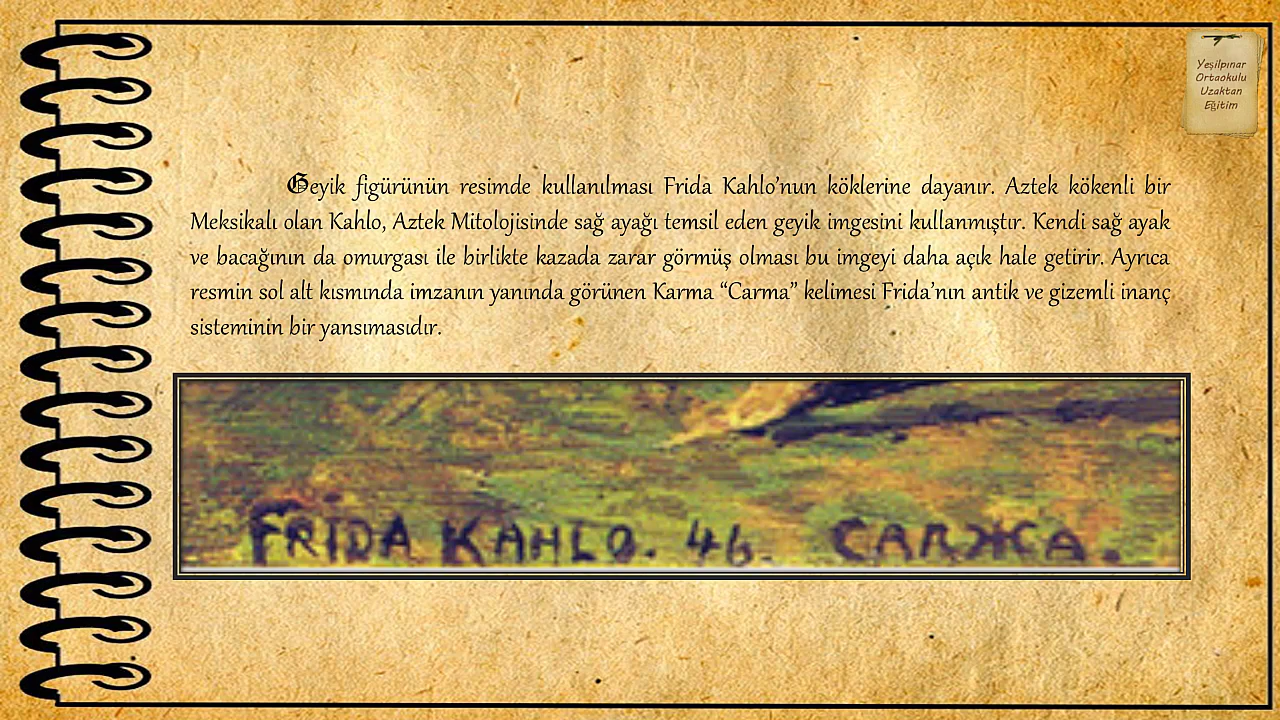 Yeşilpınar
Ortaokulu
Uzaktan
Eğitim
Geyik figürünün resimde kullanılması Frida Kahlo’nun köklerine dayanır. Aztek kökenli bir
Meksikalı olan Kahlo, Aztek Mitolojisinde sağ ayağı temsil eden geyik imgesini kullanmıştır. Kendi sağ ayak
ve bacağının da omurgası ile birlikte kazada zarar görmüş olması bu imgeyi daha açık hale getirir. Ayrıca
resmin sol alt kısmında imzanın yanında görünen Karma “Carma” kelimesi Frida’nın antik ve gizemli inanç
sisteminin bir yansımasıdır.
FRIDA KAHLO. 46. CARЖA.